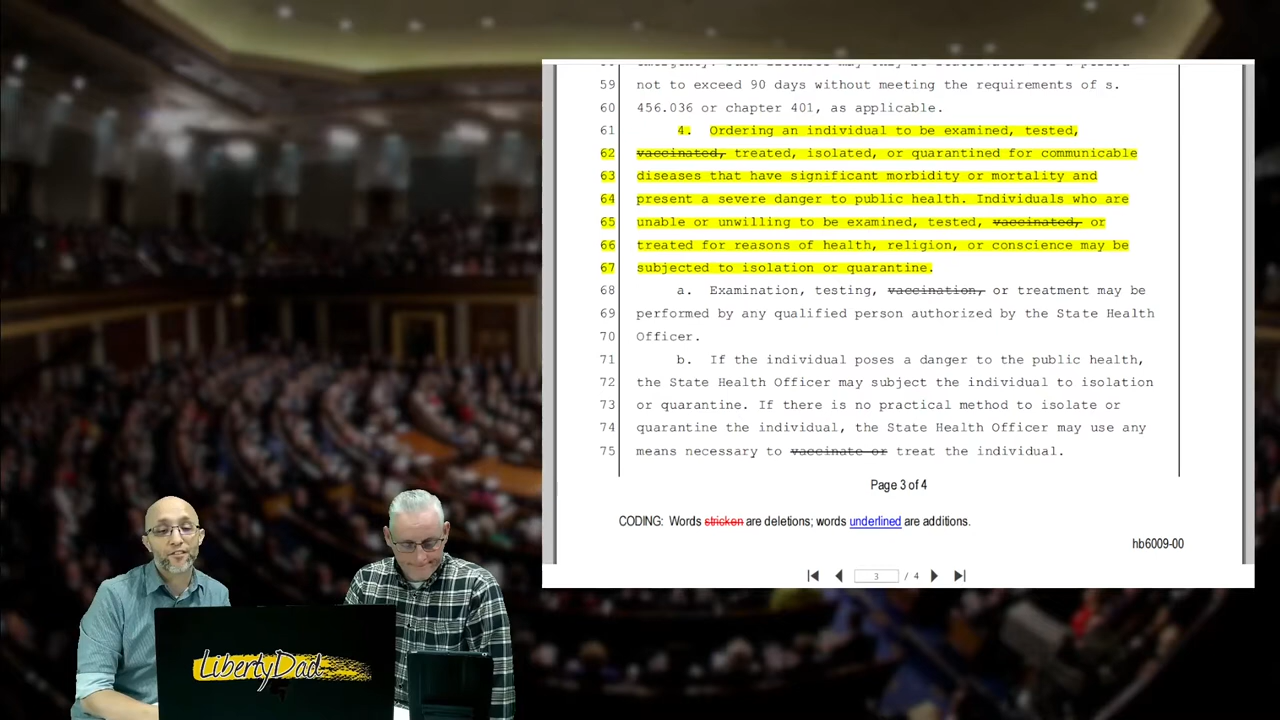 59 not to exceed 90 days without meeting the requirements of s.
60 456.036 or chapter 401, as applicable.
61 4. Ordering an individual to be examined, tested,
62 vaccinated, treated, isolated, or quarantined for communicable
63 diseases that have significant morbidity or mortality and
64 present a severe danger to public health. Individuals who are
65 unable or unwilling to be examined, tested, vaccinated, or
66 treated for reasons of health, religion, or conscience may be
67 subjected to isolation or quarantine.
68 a. Examination, testing, vaccination, or treatment may be
69 performed by any qualified person authorized by the State Health
70 Officer.
71 b. If the individual poses a danger to the public health,
72 the State Health Officer may subject the individual to isolation
73 or quarantine. If there is no practical method to isolate or
74 quarantine the individual, the State Health Officer may use any
75 means necessary to vaccinate or treat the individual.
Page 3 of 4
CODING: Words stricken are deletions; words underlined are additions.
hb6009-00
3 / 4
LibertyDad